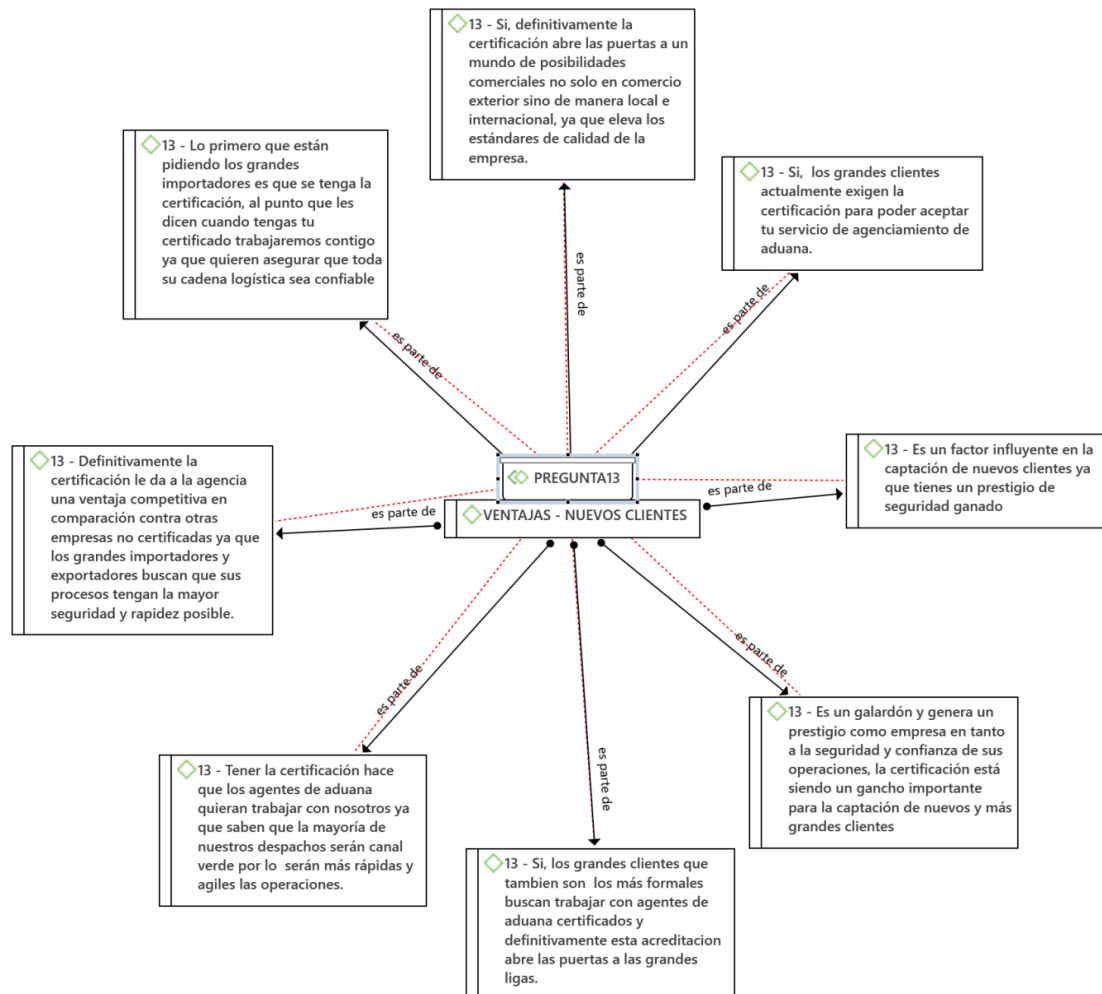 13 - Si, definitivamente la
certificación abre las puertas a un
mundo de posibilidades
comerciales no solo en comercio
exterior sino de manera local e
internacional, ya que eleva los
estándares de calidad de la
empresa.
13 - Lo primero que están
pidiendo los grandes
importadores es que se tenga la
certificación, al punto que les
dicen cuando tengas tu
certificado trabajaremos contigo
ya que quieren asegurar que toda
su cadena logística sea confiable
13 - Si,  los grandes clientes
actualmente exigen la
certificación para poder aceptar
tu servicio de agenciamiento de
aduana.
es parte de
es parte de
es parte de
13 - Definitivamente la
certificación le da a la agencia
una ventaja competitiva en
comparación contra otras
empresas no certificadas ya que
los grandes importadores y
exportadores buscan que sus
procesos tengan la mayor
seguridad y rapidez posible.
es parte de
PREGUNTA13
VENTAJAS - NUEVOS CLIENTES
es parte de
13 - Es un factor influyente en la
captación de nuevos clientes ya
que tienes un prestigio de
seguridad ganado
es parte de
es parte de
es parte de
13 - Tener la certificación hace
que los agentes de aduana
quieran trabajar con nosotros ya
que saben que la mayoría de
nuestros despachos serán canal
verde por lo  serán más rápidas y
agiles las operaciones.
13 - Si, los grandes clientes que
tambien son  los más formales
buscan trabajar con agentes de
aduana certificados y
definitivamente esta acreditacion
abre las puertas a las grandes
ligas.
13 - Es un galardón y genera un
prestigio como empresa en tanto
a la seguridad y confianza de sus
operaciones, la certificación está
siendo un gancho importante
para la captación de nuevos y más
grandes clientes